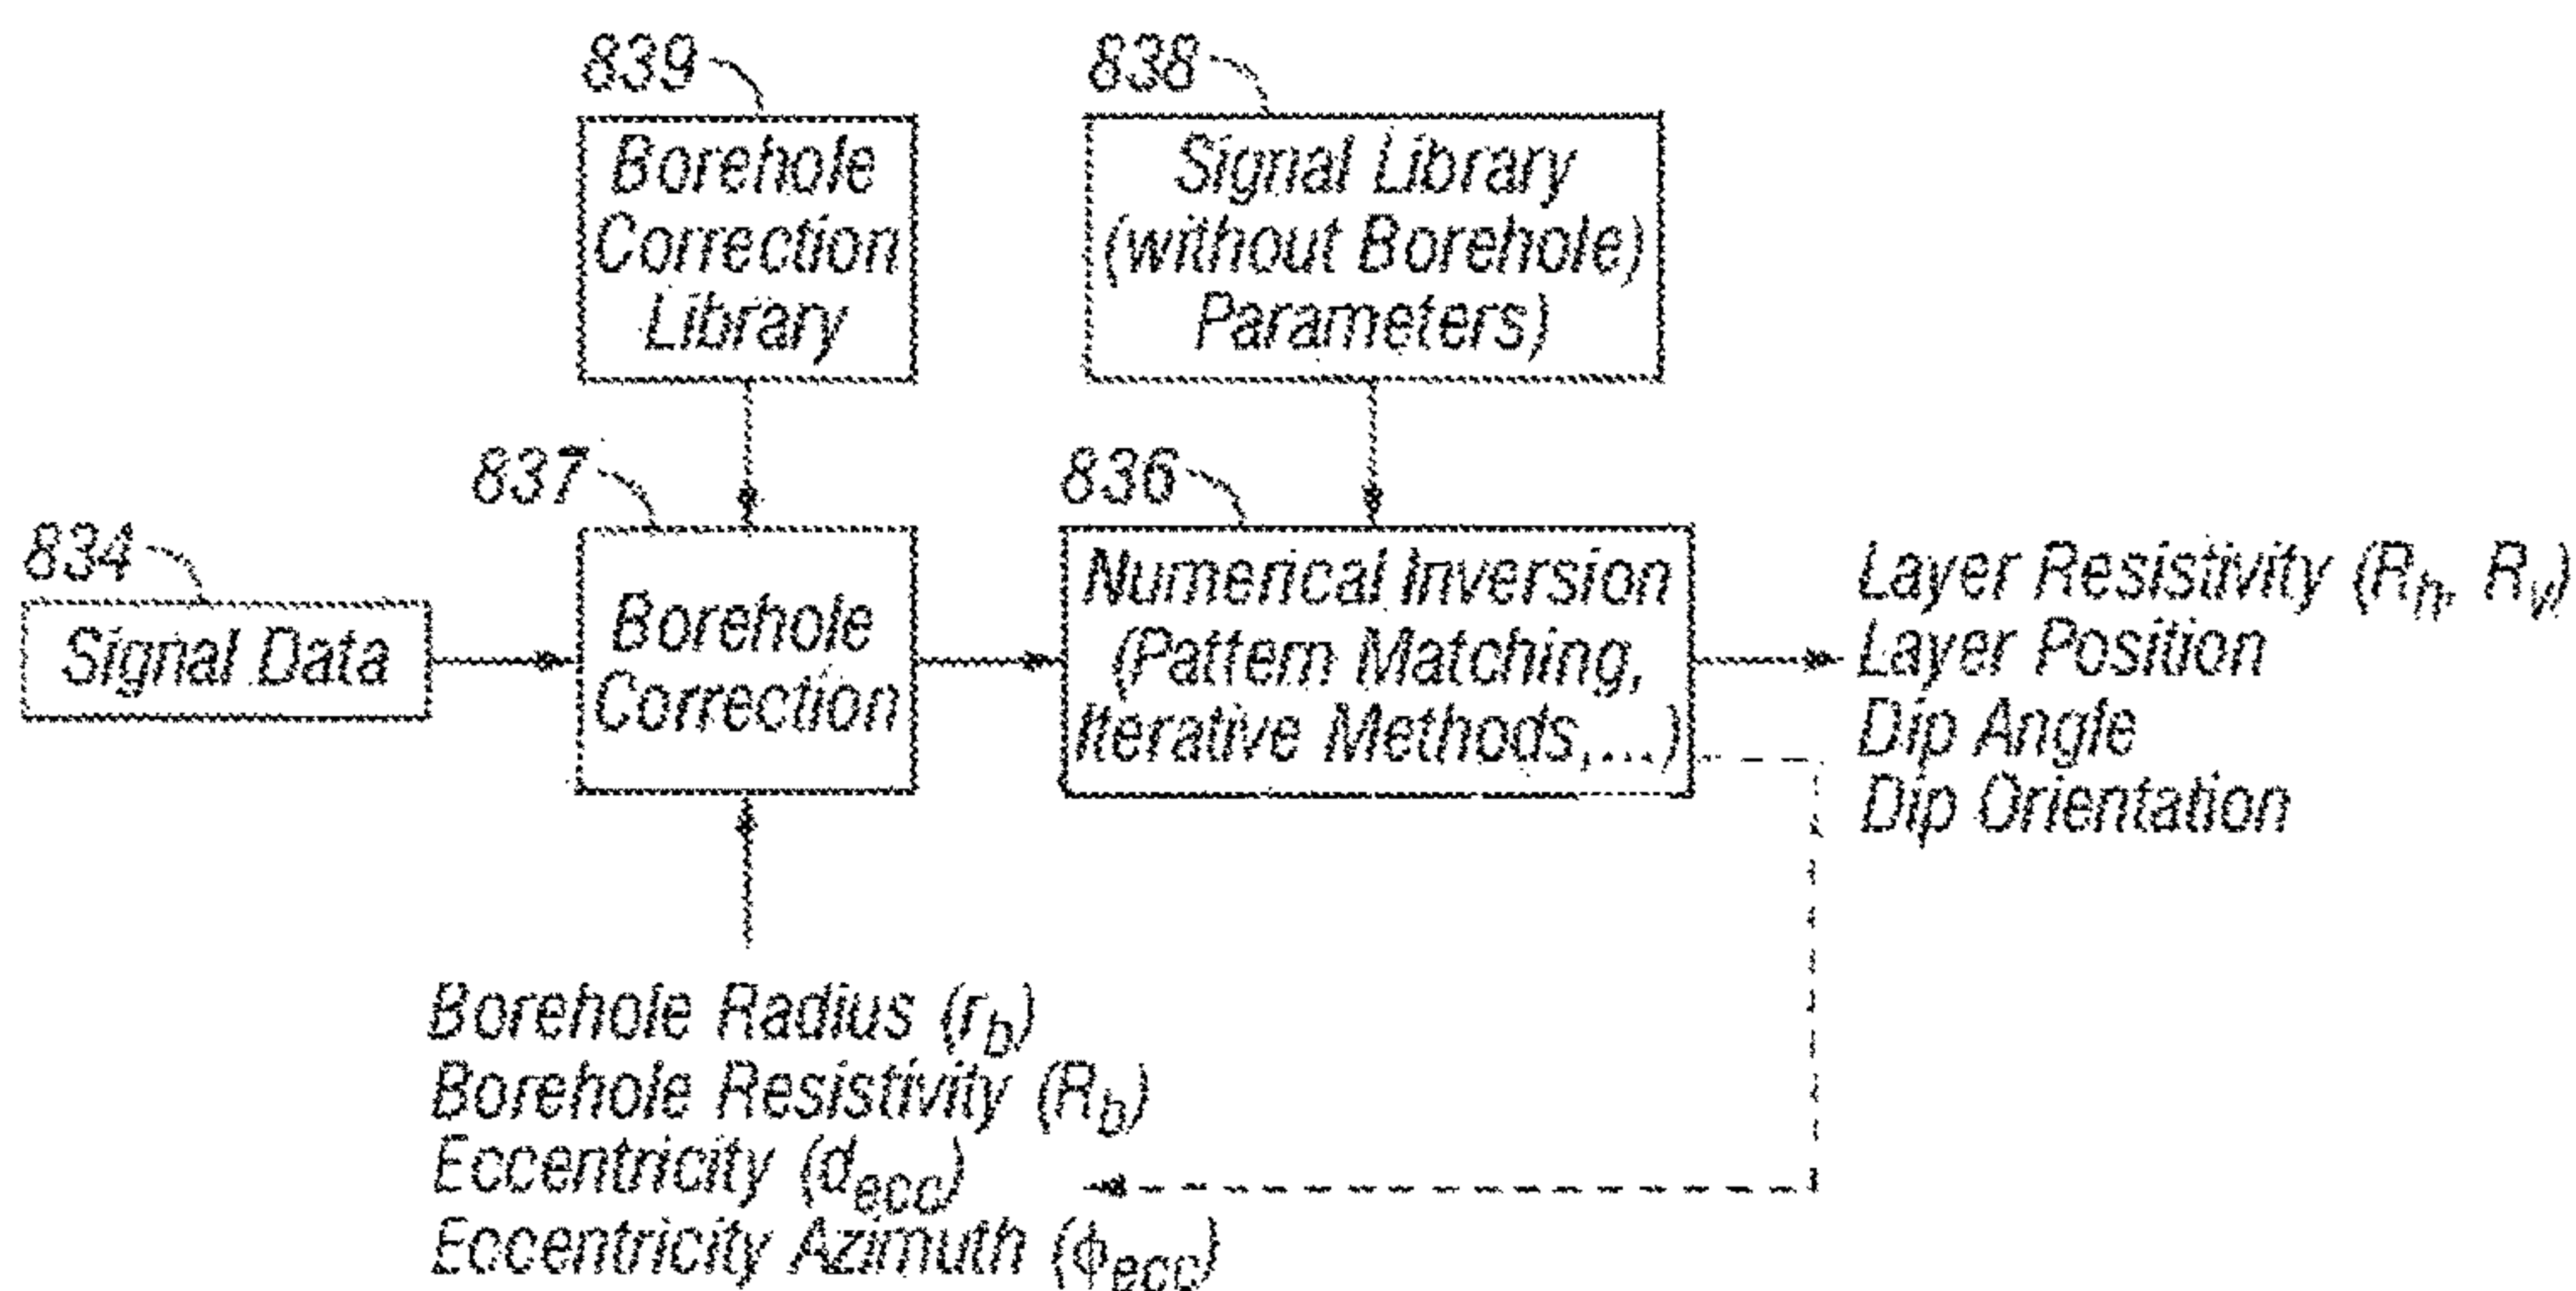 839
Borehole
Correction
Library
838
Signal Library
(without Borehole)
Parameters)
834
Signal Data
837
Borehole
Correction
836
Numerical Inversion
(Pattern Matching,
Iterative Methods,...)
Layer Resistivity (Rh, Rv)
Layer Position
Dip Angle
Dip Orientation
Borehole Radius (rb)
Borehole Resistivity (Rb)
Eccentricity (decc)
Eccentricity Azimuth (ϕecc)